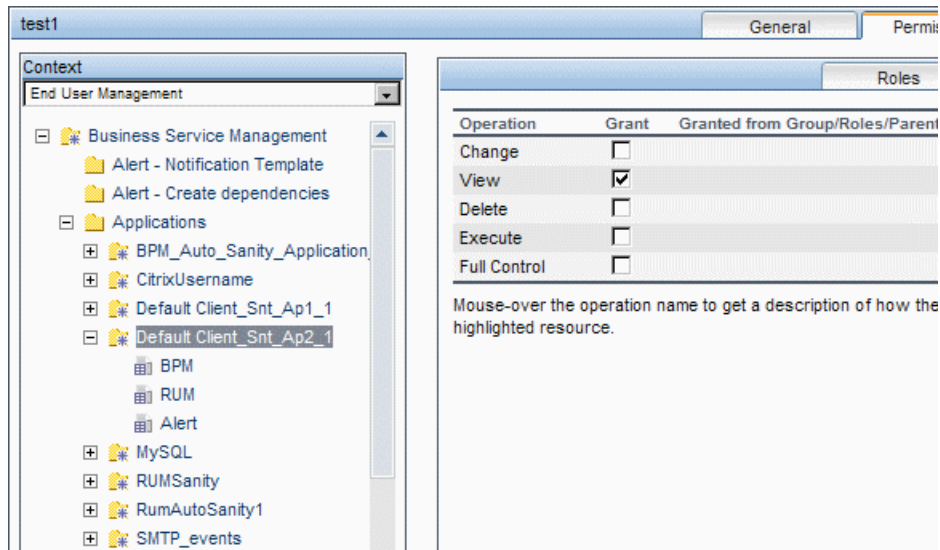 test1
General
Permis
Context
End User Management
Business Service Management
Alert - Notification Template
Alert - Create dependencies
Applications
BPM_Auto_Sanity_Application_
CitrixUsername
Default Client_Snt_Ap1_1
Default Client_Snt_Ap2_1
BPM
RUM
Alert
MySQL
RUMSanity
RumAutoSanity1
SMTP_events
Roles
Operation Grant Granted from Group/Roles/Parent
Change
View
Delete
Execute
Full Control
Mouse-over the operation name to get a description of how the
highlighted resource.